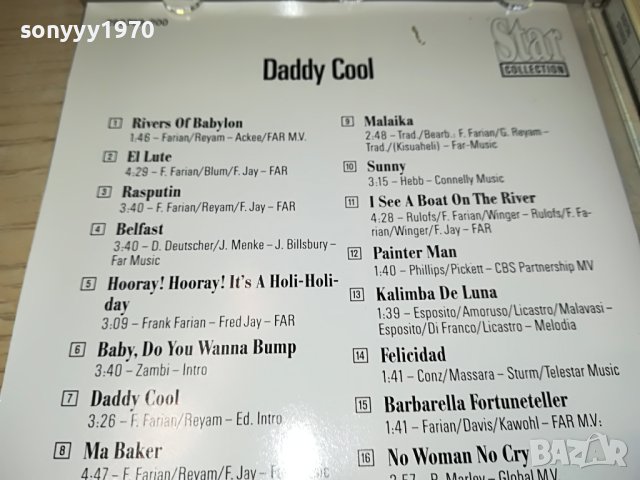 sonyyy1970
Star
COLLECTION
Daddy Cool
1 Rivers Of Babylon
1:46 – Farian/Reyam – Ackee/FAR M.V.
2 El Lute
4:29 – F. Farian/Blum/F. Jay – FAR
3 Rasputin
3:40 – F. Farian/Reyam/F. Jay – FAR
4 Belfast
3:40 – D. Deutscher/J. Menke – J. Billsbury –
Far Music
5 Hooray! Hooray! It's A Holi-Holi-
day
3:09 – Frank Farian – Fred Jay – FAR
6 Baby, Do You Wanna Bump
3:40 – Zambi – Intro
7 Daddy Cool
3:26 – F. Farian/Reyam – Ed. Intro
8 Ma Baker
4:47 – F. Farian/Reyam/F. Jay –
9 Malaika
2:48 – Trad./Bearb.: F. Farian/G. Reyam –
Trad./(Kisuaheli) – Far-Music
10 Sunny
3:15 – Hebb – Connelly Music
11 I See A Boat On The River
4:28 – Rulofs/F. Farian/Winger – Rulofs/F. Fa-
rian/Winger/F. Jay – FAR
12 Painter Man
1:40 – Phillips/Pickett – CBS Partnership MV
13 Kalimba De Luna
1:39 – Esposito/Amoruso/Licastro/Malavasi –
Esposito/Di Franco/Licastro – Melodia
14 Felicidad
1:41 – Conz/Massara – Sturm/Telestar Music
15 Barbarella Fortuneteller
1:41 – Farian/Davis/Kawohl – FAR M.V.
16 No Woman No Cry
B. Marley – Global M.V.
bazar